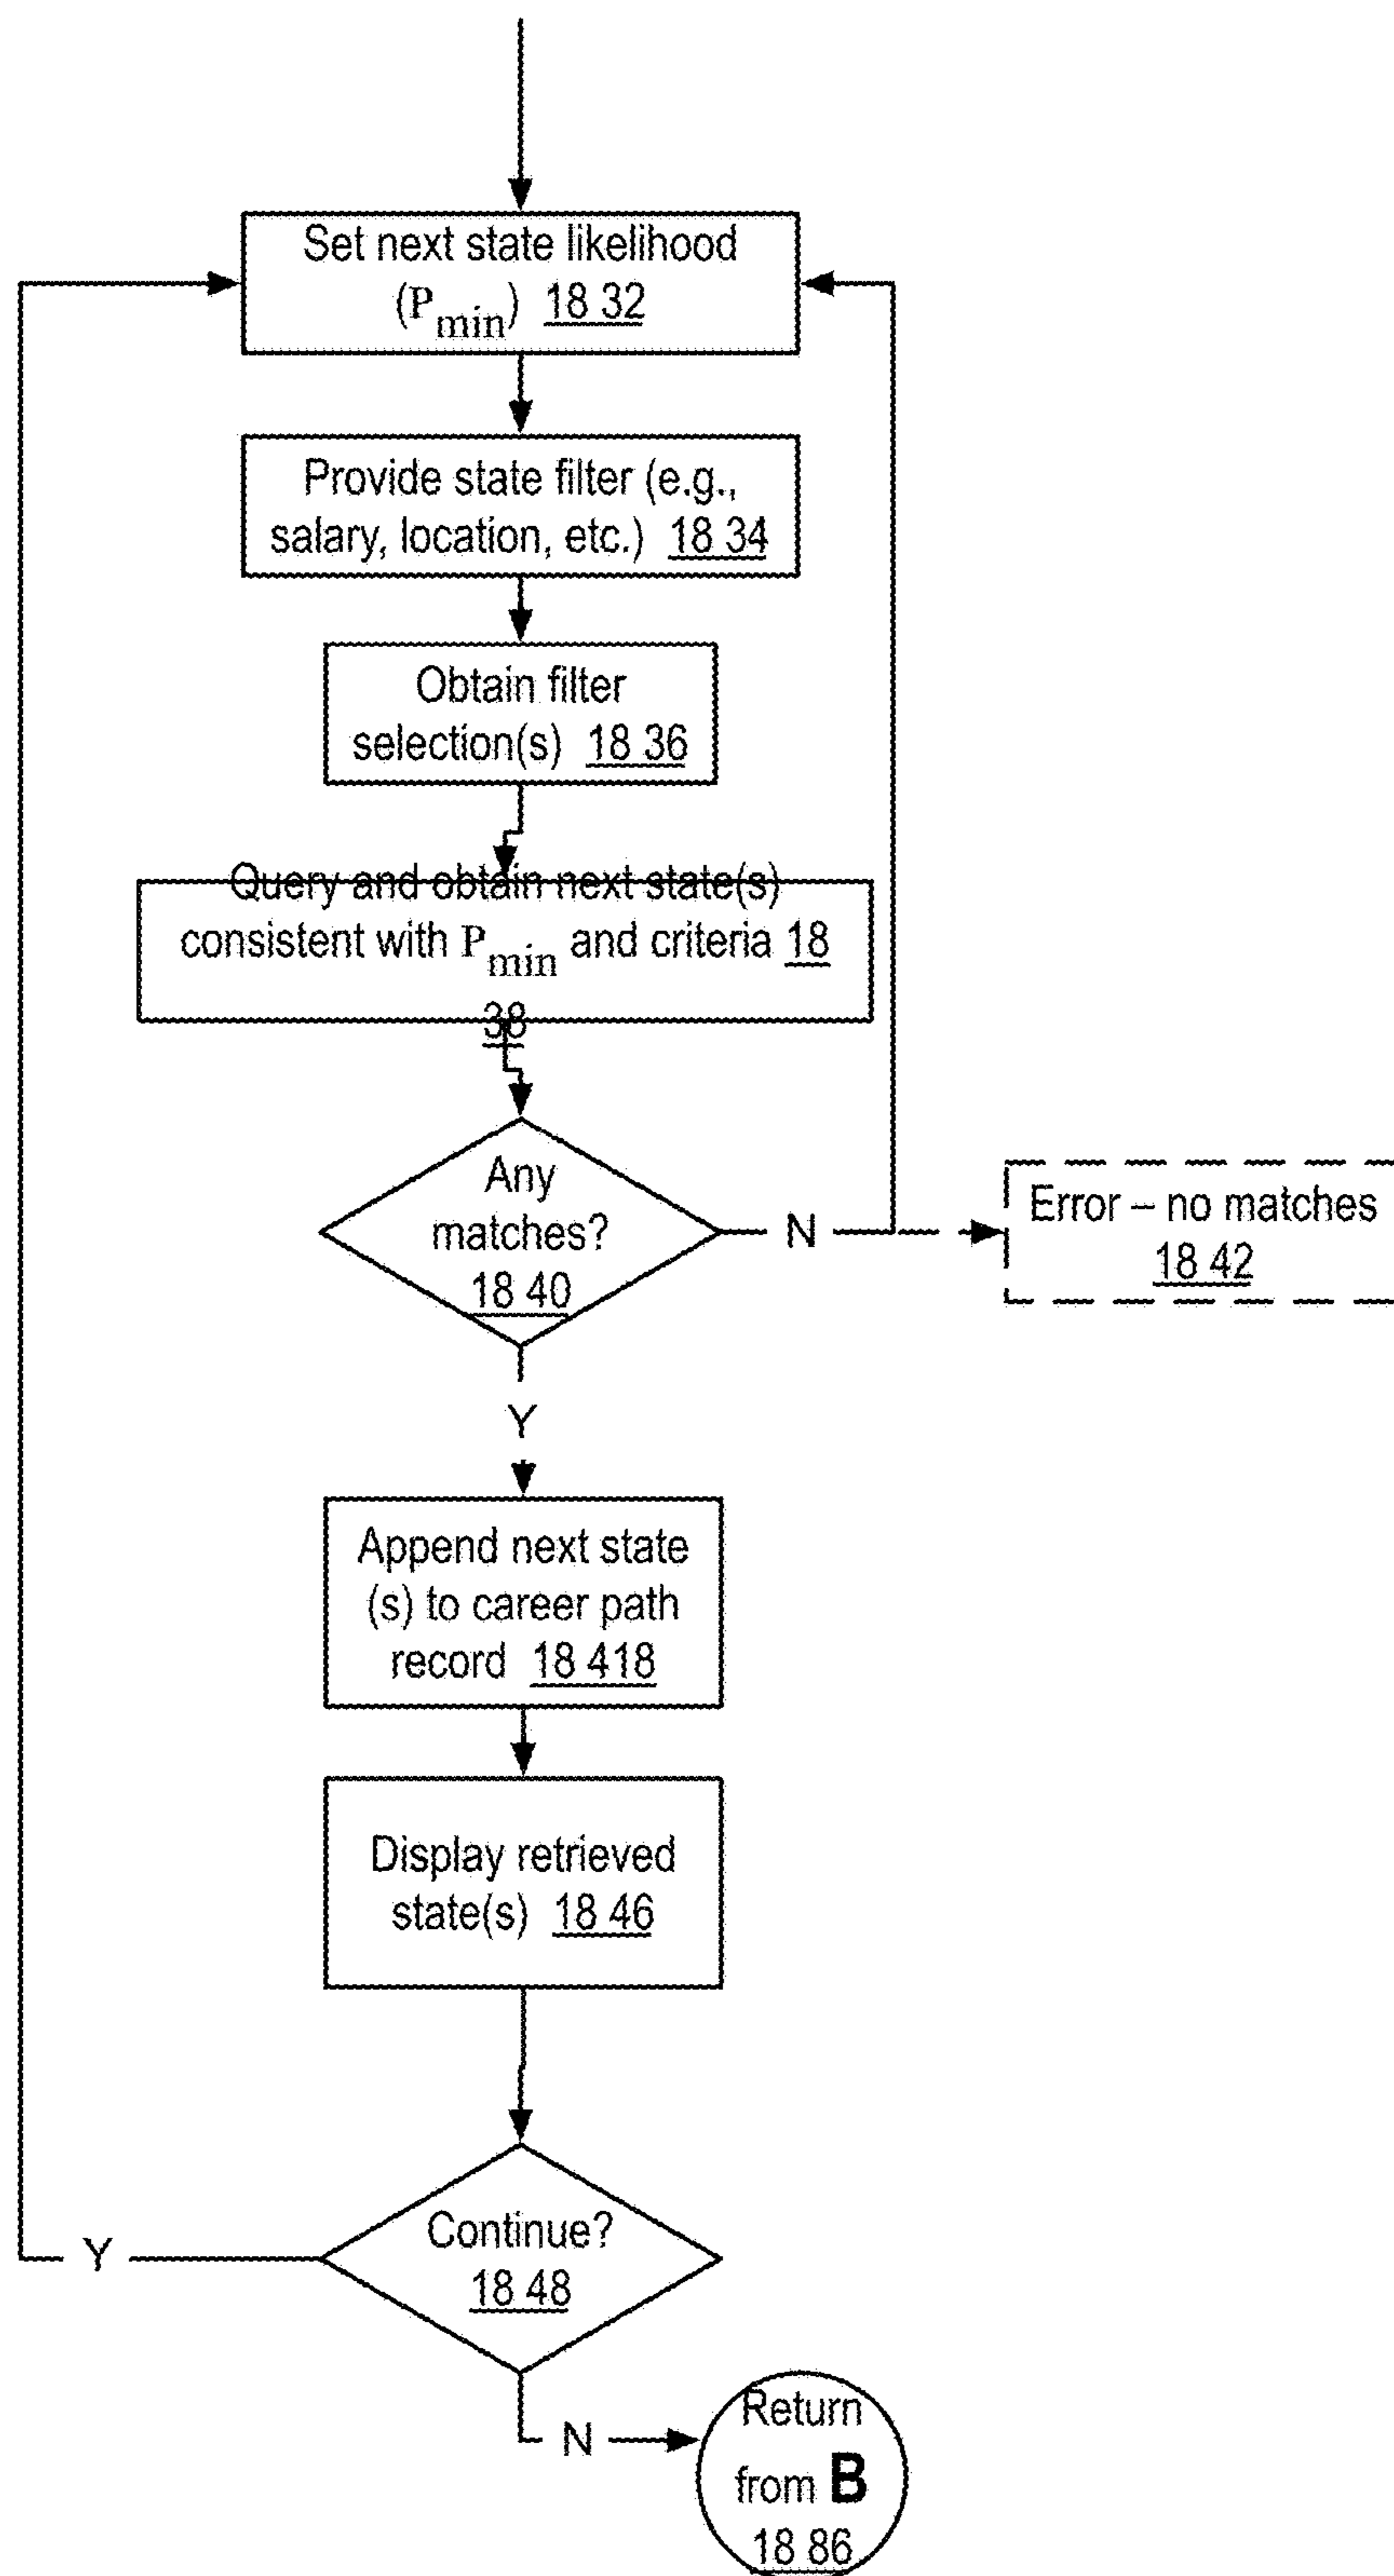 Set next state likelihood
(Pmin) 18 32
Provide state filter (e.g.,
salary, location, etc.) 18 34
Obtain filter
selection(s) 18 36
Query and obtain next state(s)
consistent with Pmin and criteria 18
38
Any
matches?
18 40
N
Error – no matches
18 42
Y
Append next state
(s) to career path
record 18 418
Display retrieved
state(s) 18 46
Continue?
18 48
Y
N
Return
from B
18 86